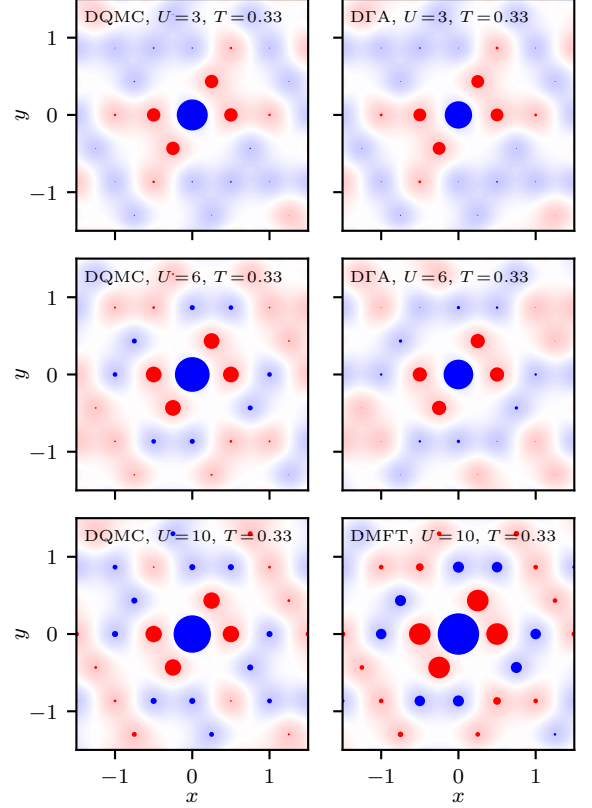 DQMC, U=3, T=0.33
DΓA, U=3, T=0.33
1
0
−1
y
DQMC, U=6, T=0.33
DΓA, U=6, T=0.33
1
0
−1
y
DQMC, U=10, T=0.33
DMFT, U=10, T=0.33
1
0
−1
y
−1 0 1
−1 0 1
x
x